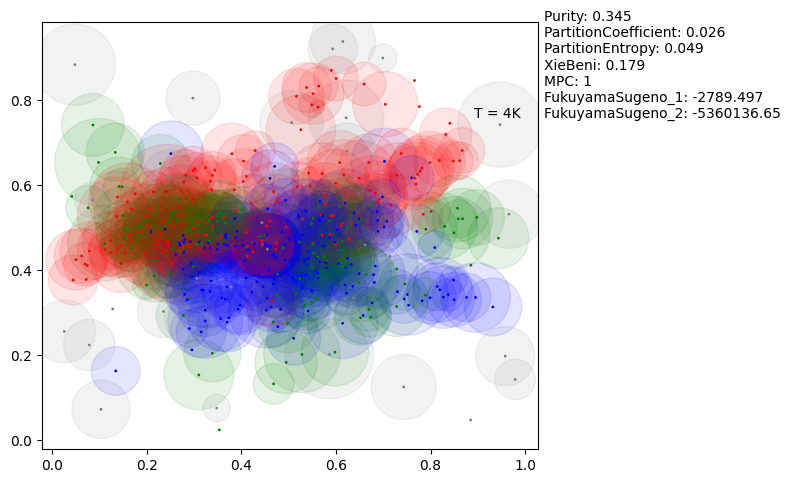 Purity: 0.345
PartitionCoefficient: 0.026
PartitionEntropy: 0.049
XieBeni: 0.179
MPC: 1
FukuyamaSugeno_1: -2789.497
FukuyamaSugeno_2: -5360136.65
T = 4K
0.8
0.6
0.4
0.2
0.0
0.0 0.2 0.4 0.6 0.8 1.0